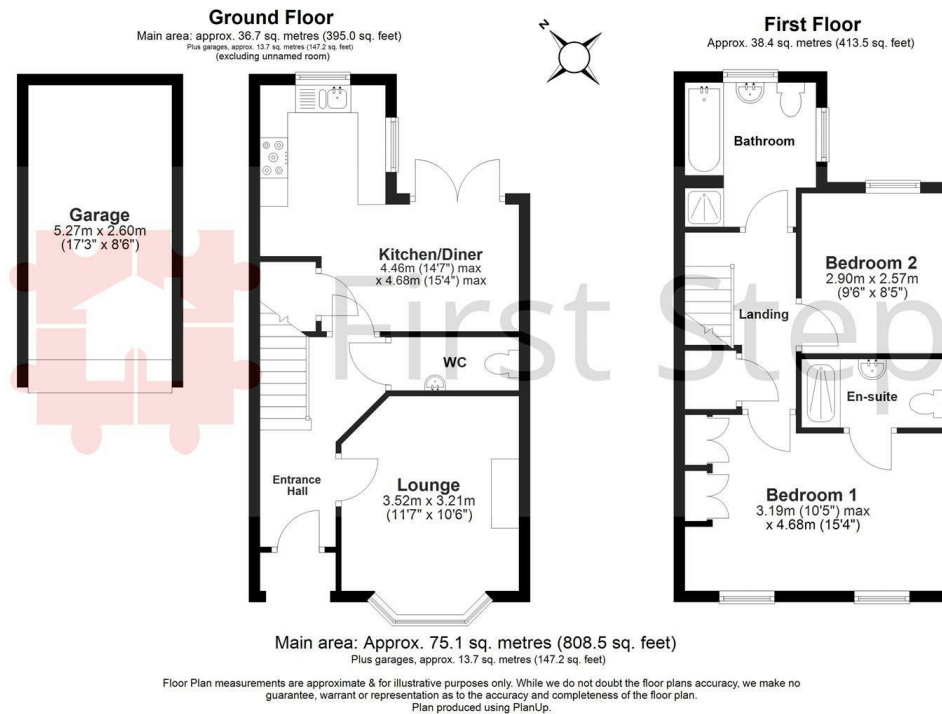 Ground Floor
Main area: approx. 36.7 sq. metres (395.0 sq. feet)
Plus garages, approx. 13.7 sq. metres (147.2 sq. feet)
(excluding unnamed room)
N
First Floor
Approx. 38.4 sq. metres (413.5 sq. feet)
Garage
5.27m x 2.60m
(17'3" x 8'6")
Kitchen/Diner
4.46m (14'7") max
x 4.68m (15'4") max
WC
Entrance
Hall
Lounge
3.52m x 3.21m
(11'7" x 10'6")
Bathroom
Bedroom 2
2.90m x 2.57m
(9'6" x 8'5")
Landing
En-suite
Bedroom 1
3.19m (10'5") max
x 4.68m (15'4")
First Step
Main area: Approx. 75.1 sq. metres (808.5 sq. feet)
Plus garages, approx. 13.7 sq. metres (147.2 sq. feet)
Floor Plan measurements are approximate & for illustrative purposes only. While we do not doubt the floor plans accuracy, we make no
guarantee, warrant or representation as to the accuracy and completeness of the floor plan.
Plan produced using PlanUp.